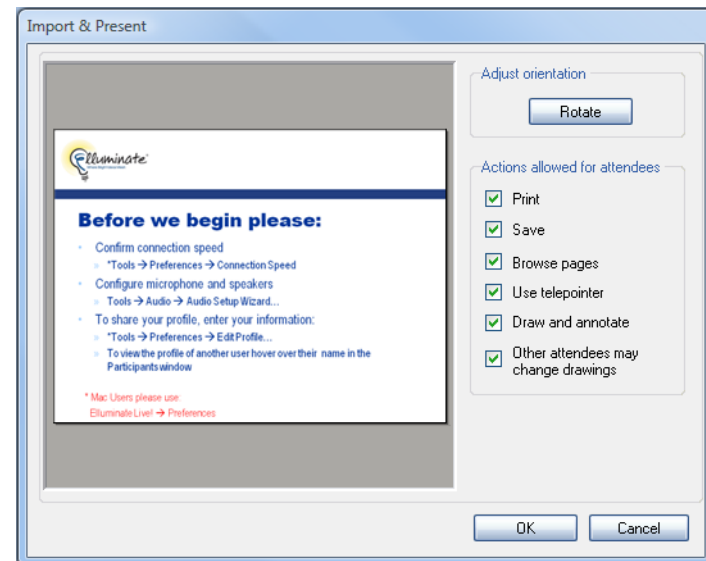 Import & Present
Adjust orientation
Rotate
Elluminate
Before we begin please:
Confirm connection speed
*Tools → Preferences → Connection Speed
Configure microphone and speakers
Tools → Audio → Audio Setup Wizard...
To share your profile, enter your information:
*Tools → Preferences → Edit Profile...
To view the profile of another user hover over their name in the
Participants window
* Mac Users please use:
Elluminate Live! → Preferences
Actions allowed for attendees
Print
Save
Browse pages
Use telepointer
Draw and annotate
Other attendees may
change drawings
OK
Cancel